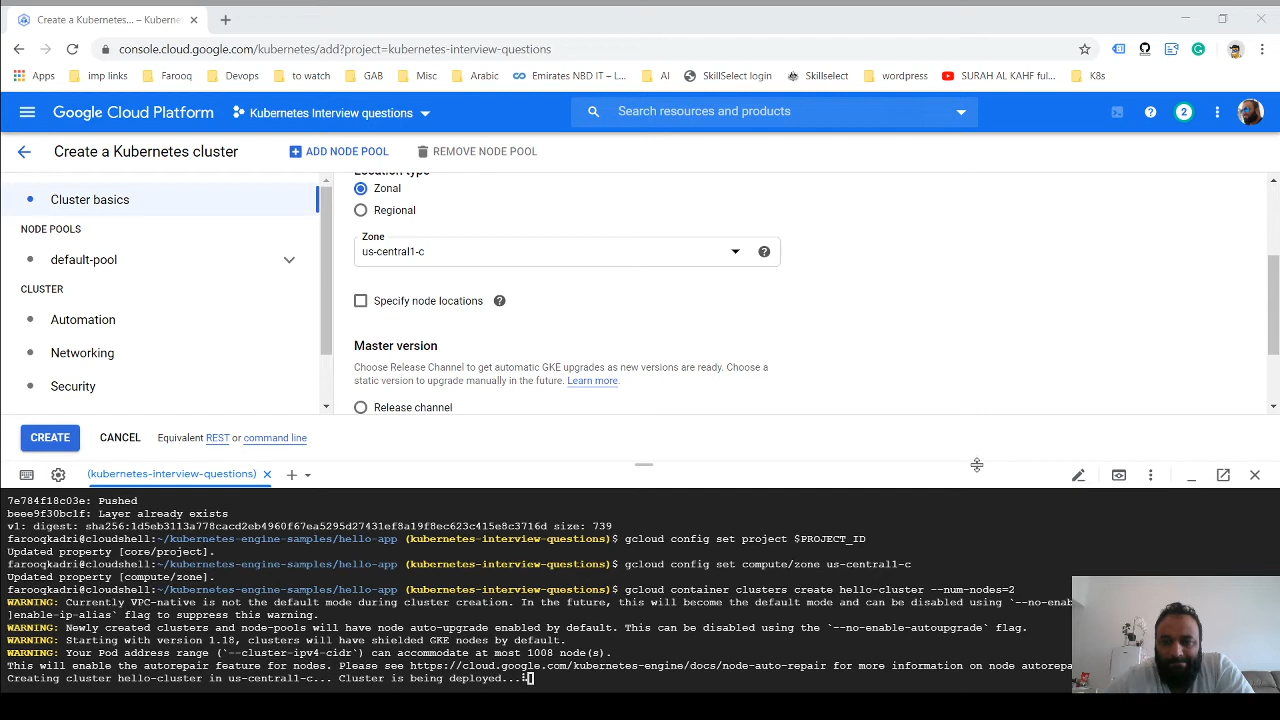 Create a Kubernetes... – Kuberne
console.cloud.google.com/kubernetes/add?project=kubernetes-interview-questions
Apps imp links Farooq Devops to watch GAB Misc Arabic Emirates NBD IT – L... AI SkillSelect login Skillselect wordpress SURAH AL KAHF ful... K8s
Google Cloud Platform Kubernetes Interview questions Search resources and products 2
Create a Kubernetes cluster ADD NODE POOL REMOVE NODE POOL
Location type
Cluster basics
Zonal
Regional
NODE POOLS
default-pool
Zone
us-central1-c
CLUSTER
Automation
Specify node locations
Networking
Master version
Choose Release Channel to get automatic GKE upgrades as new versions are ready. Choose a
static version to upgrade manually in the future. Learn more.
Security
Release channel
CREATE CANCEL Equivalent REST or command line
(kubernetes-interview-questions)
7e784f18c03e: Pushed
beee9f30bc1f: Layer already exists
v1: digest: sha256:1d5eb3113a778cacd2eb4960f67ea5295d27431ef8a19f8ec623c415e8c3716d size: 739
farooqkadri@cloudshell:~/kubernetes-engine-samples/hello-app (kubernetes-interview-questions)$ gcloud config set project $PROJECT_ID
Updated property [core/project].
farooqkadri@cloudshell:~/kubernetes-engine-samples/hello-app (kubernetes-interview-questions)$ gcloud config set compute/zone us-central1-c
Updated property [compute/zone].
farooqkadri@cloudshell:~/kubernetes-engine-samples/hello-app (kubernetes-interview-questions)$ gcloud container clusters create hello-cluster --num-nodes=2
WARNING: Currently VPC-native is not the default mode during cluster creation. In the future, this will become the default mode and can be disabled using `--no-enab
]enable-ip-alias` flag to suppress this warning.
WARNING: Newly created clusters and node-pools will have node auto-upgrade enabled by default. This can be disabled using the `--no-enable-autoupgrade` flag.
WARNING: Starting with version 1.18, clusters will have shielded GKE nodes by default.
WARNING: Your Pod address range (`--cluster-ipv4-cidr`) can accommodate at most 1008 node(s).
This will enable the autorepair feature for nodes. Please see https://cloud.google.com/kubernetes-engine/docs/node-auto-repair for more information on node autorepa
Creating cluster hello-cluster in us-central1-c... Cluster is being deployed...